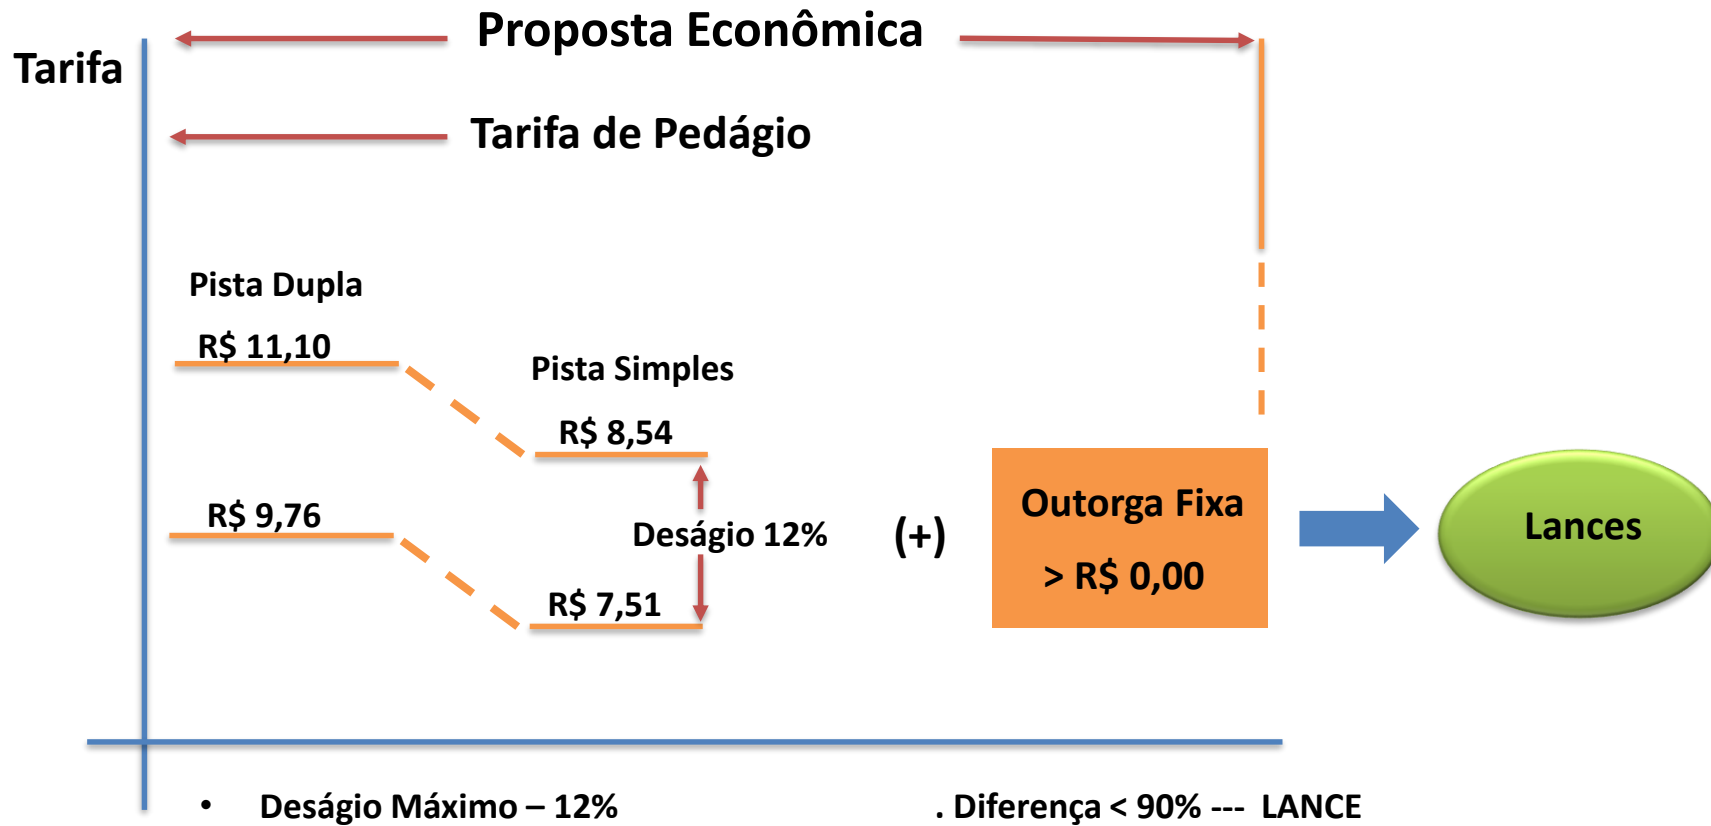 Proposta Econômica
Tarifa
Tarifa de Pedágio
Pista Dupla
R$ 11,10
Pista Simples
R$ 8,54
R$ 9,76
Deságio 12%
R$ 7,51
(+)
Outorga Fixa
> R$ 0,00
Lances
• Deságio Máximo – 12%
. Diferença < 90% --- LANCE